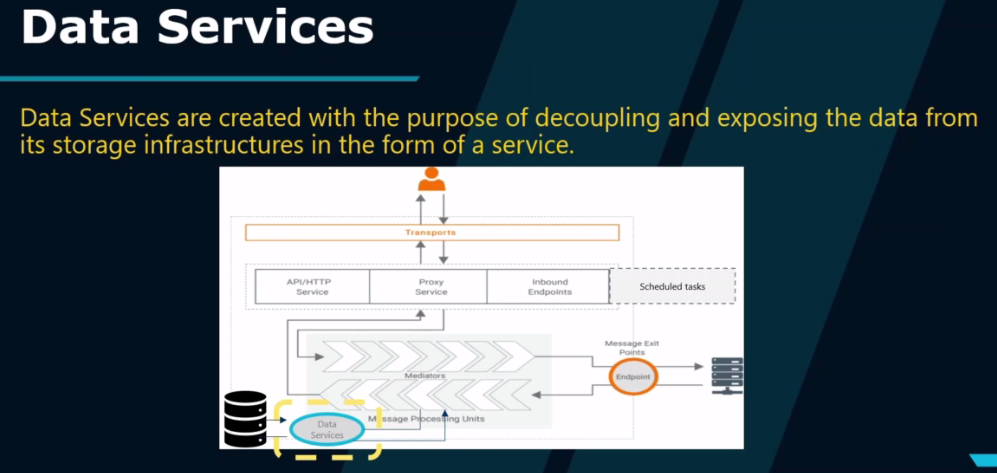 Data Services
Data Services are created with the purpose of decoupling and exposing the data from
its storage infrastructures in the form of a service.
Transports
API/HTTP
Service
Proxy
Service
Inbound
Endpoints
Scheduled tasks
Message Exit
Points
Mediators
Endpoint
Message Processing Units
Data
Services